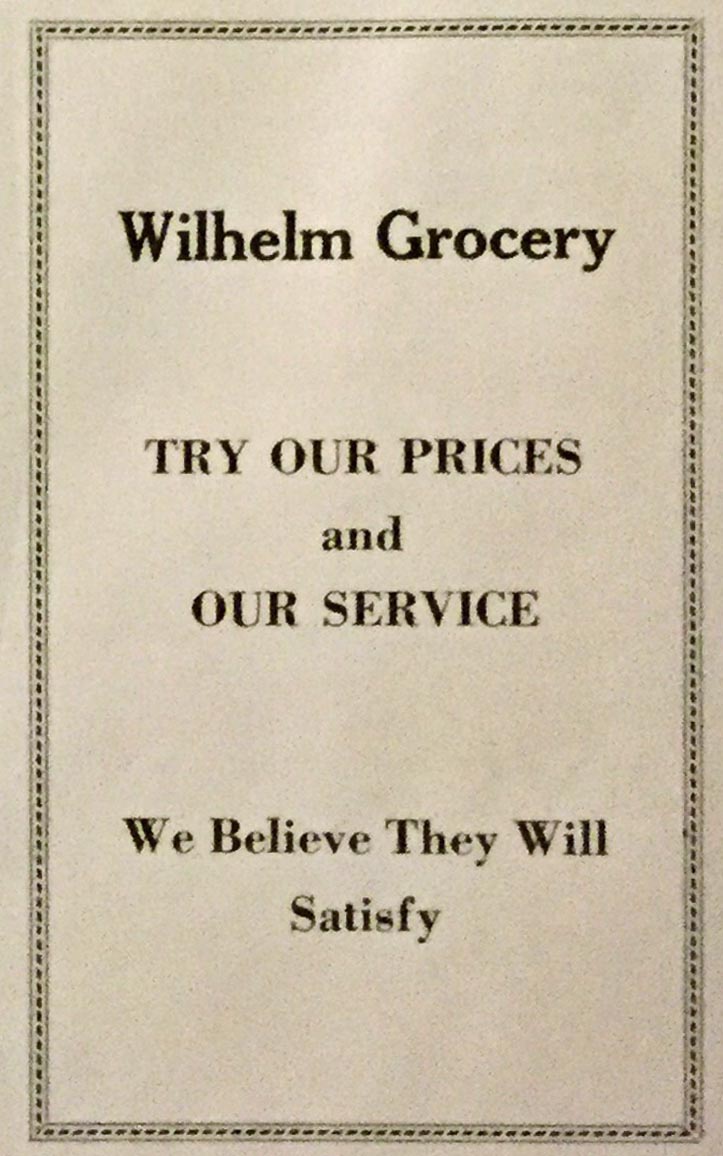 Wilhelm Grocery
TRY OUR PRICES
and
OUR SERVICE
We Believe They Will
Satisfy